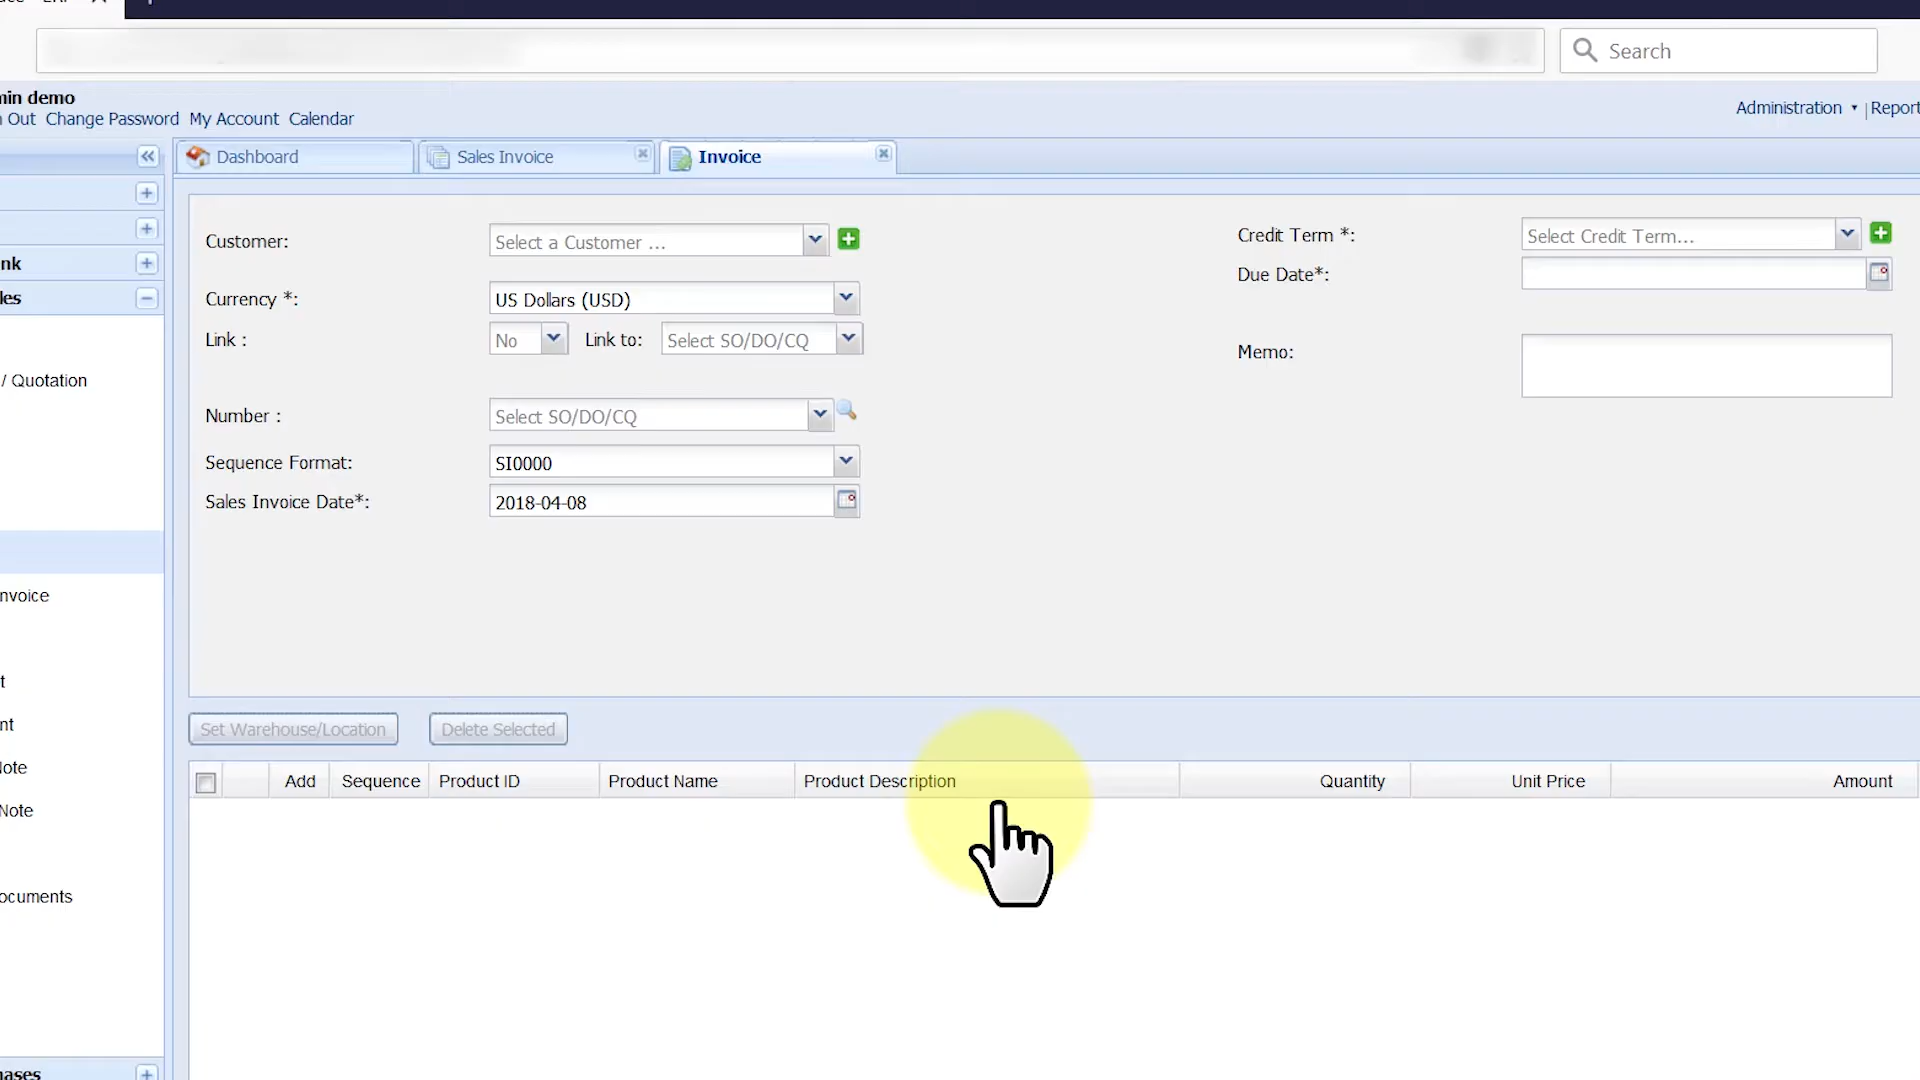 Search
min demo
Out Change Password My Account Calendar
Administration
Report
Dashboard
Sales Invoice
Invoice
nk
les
/ Quotation
nvoice
t
nt
Note
Note
ocuments
hases
Customer:
Select a Customer ...
Currency *:
US Dollars (USD)
Link :
No
Link to:
Select SO/DO/CQ
Number :
Select SO/DO/CQ
Sequence Format:
SI0000
Sales Invoice Date*:
2018-04-08
Credit Term *:
Select Credit Term...
Due Date*:
Memo:
Set Warehouse/Location
Delete Selected
Add Sequence Product ID Product Name Product Description Quantity Unit Price Amount